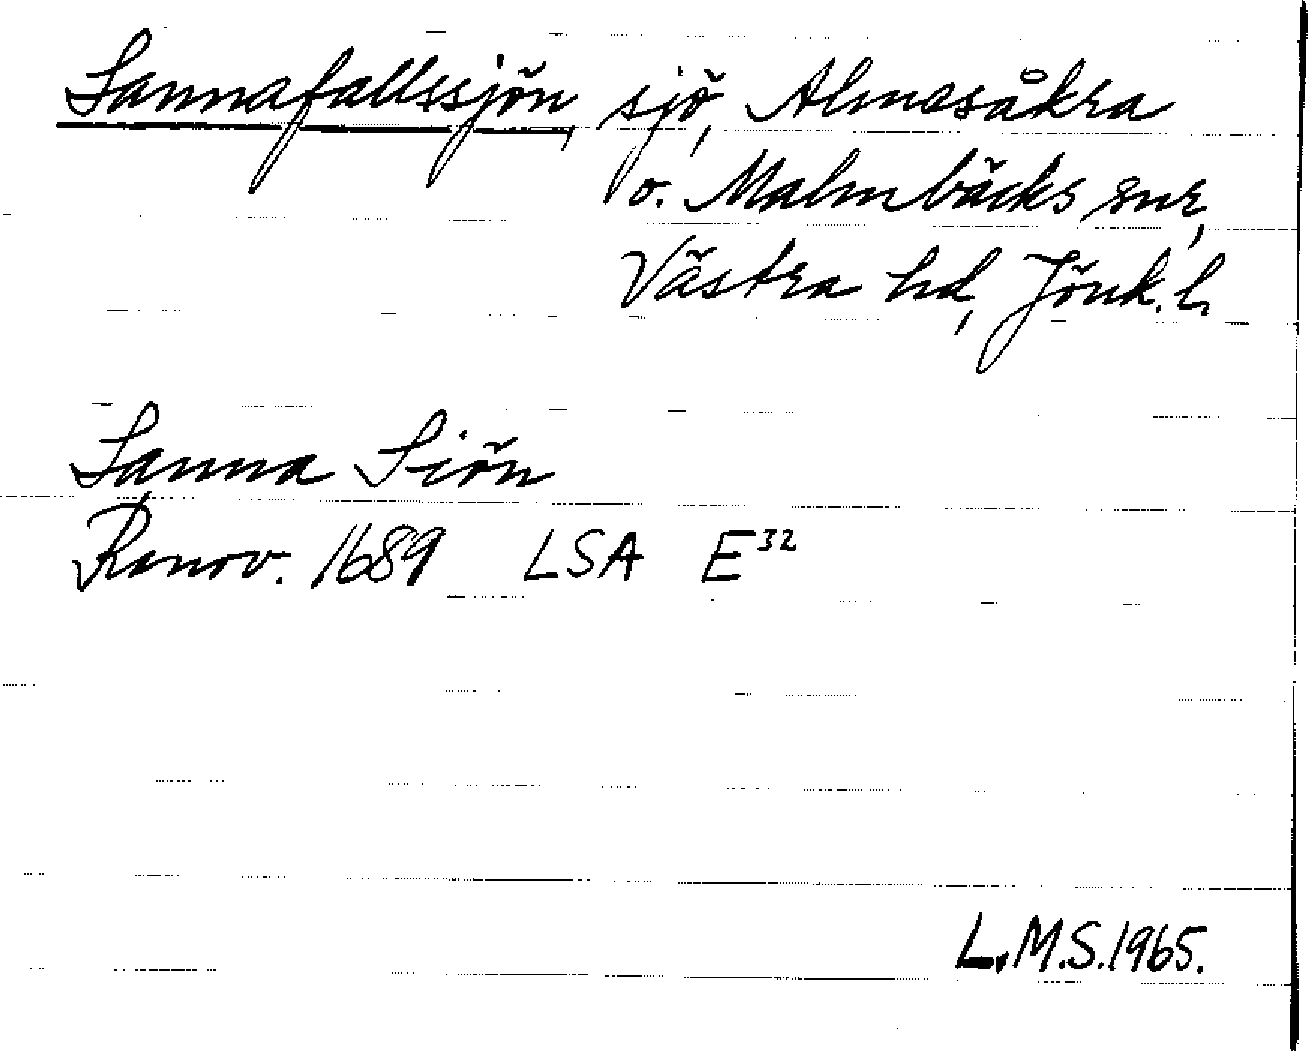 Sannafallssjön, sjö, Almesåkra
o. Malmbäcks snr,
Västra hd, Jönk. l.
Sanna Siön
Renov. 1689 LSA E³²
L.M.S. 1965.